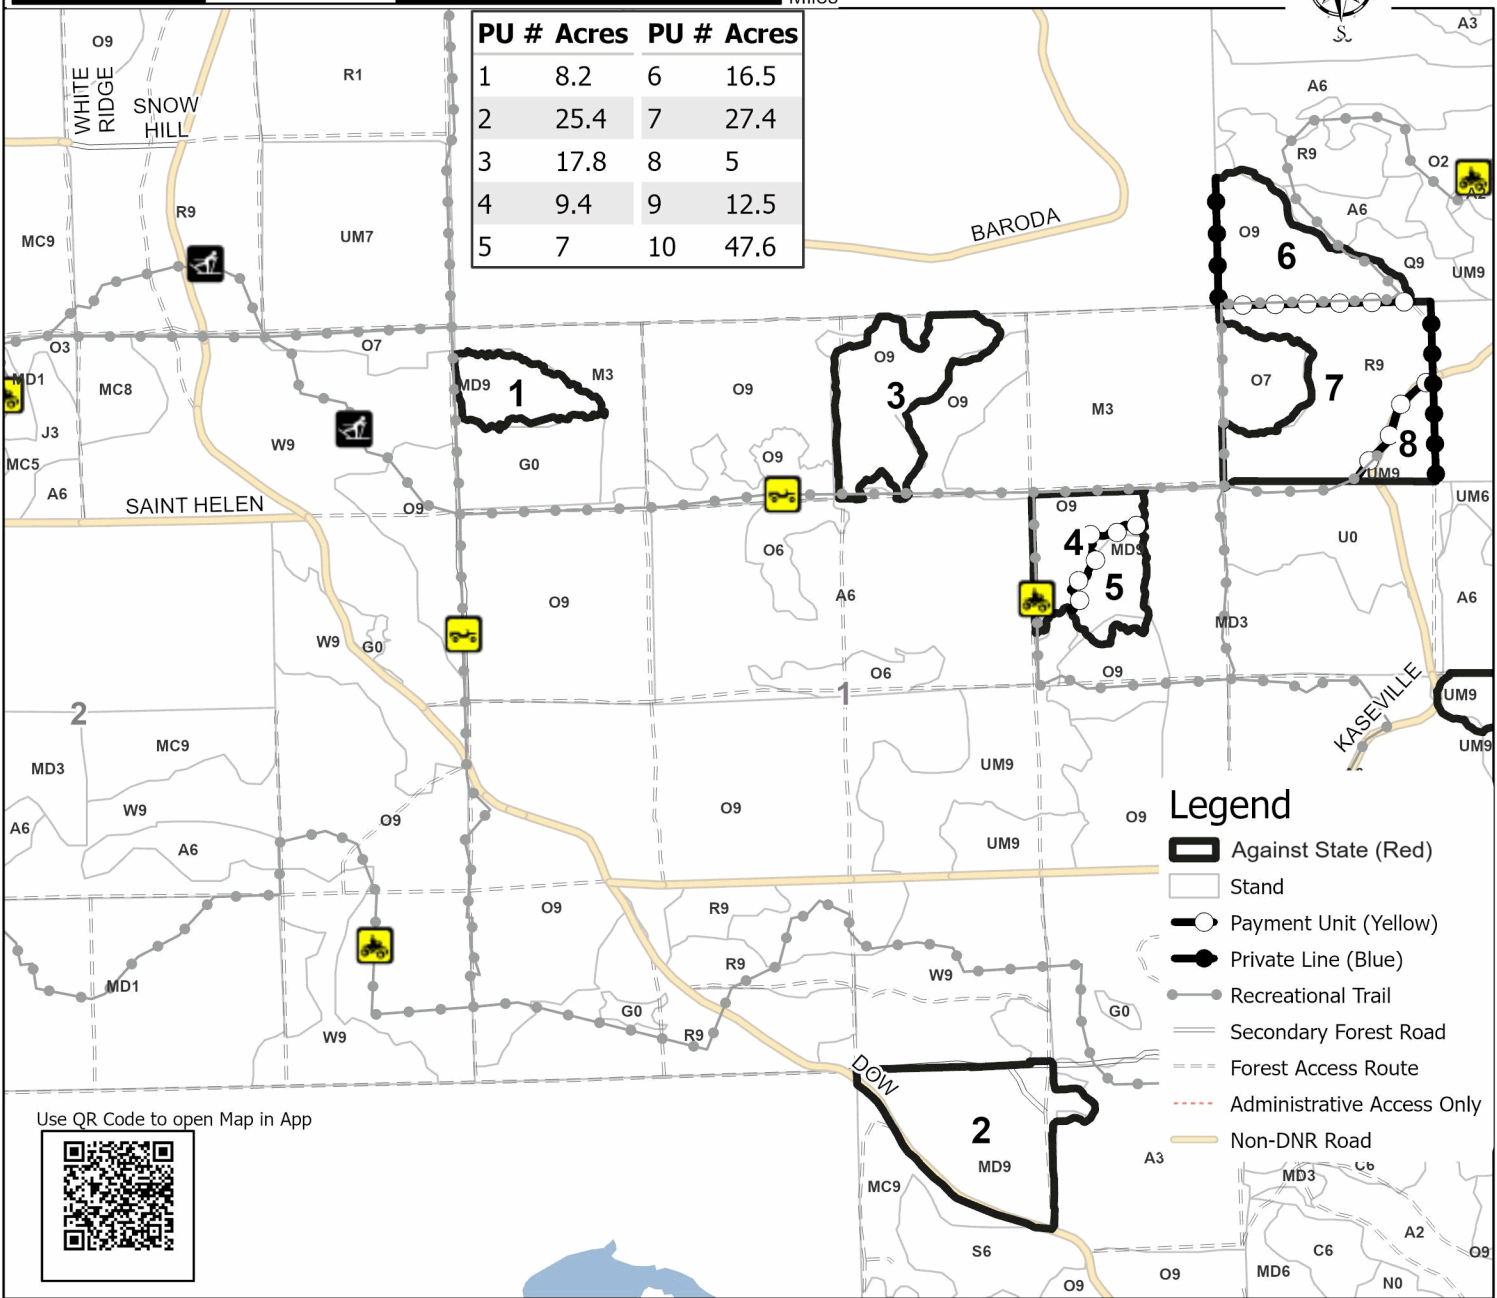 Miles
S
PU # Acres PU # Acres
1 8.2 6 16.5
2 25.4 7 27.4
3 17.8 8 5
4 9.4 9 12.5
5 7 10 47.6
O9
WHITE
RIDGE
SNOW
HILL
R1
A3
A6
R9
O2
A2
R9
A6
MC9
UM7
BARODA
O9
6
Q9
UM9
O3
O7
MD1
MC8
MD9
1
M3
O9
O9
3
O9
M3
O7
7
R9
J3
W9
MC5
G0
O9
8
UM9
A6
SAINT HELEN
O9
O9
UM6
4
MD9
5
O6
U0
O9
A6
A6
MD3
W9
G0
O6
O9
1
KASEVILLE
UM9
2
MC9
UM9
MD3
UM9
W9
O9
O9
O9
A6
A6
UM9
Legend
Against State (Red)
Stand
Payment Unit (Yellow)
Private Line (Blue)
Recreational Trail
Secondary Forest Road
Forest Access Route
Administrative Access Only
Non-DNR Road
O9
R9
R9
W9
MD1
G0
G0
W9
R9
DOW
2
MD9
A3
MC9
C6
MD3
A2
S6
C6
O9
O9
MD6
N0
O9
Use QR Code to open Map in App